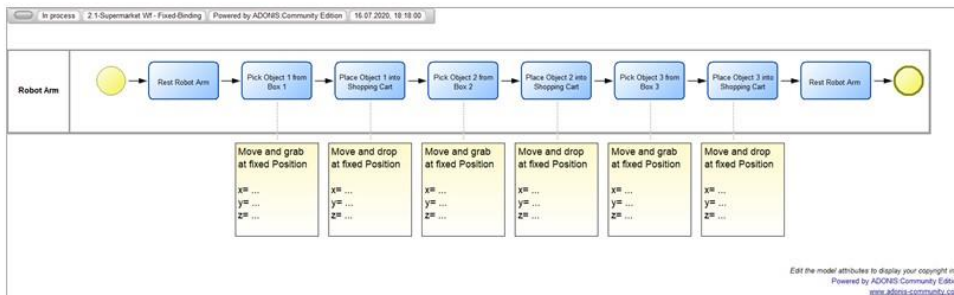 In process 2.1-Supermarket Wf - Fixed-Binding Powered by ADONIS:Community Edition 16.07.2020, 18:18:00
Robot Arm
Rest Robot Arm
Pick Object 1 from
Box 1
Place Object 1 into
Shopping Cart
Pick Object 2 from
Box 2
Place Object 2 into
Shopping Cart
Pick Object 3 from
Box 3
Place Object 3 into
Shopping Cart
Rest Robot Arm
Move and grab
at fixed Position
x= ...
y= ...
z= ...
Move and drop
at fixed Position
x= ...
y= ...
z= ...
Move and grab
at fixed Position
x= ...
y= ...
z= ...
Move and drop
at fixed Position
x= ...
y= ...
z= ...
Move and grab
at fixed Position
x= ...
y= ...
z= ...
Move and drop
at fixed Position
x= ...
y= ...
z= ...
Edit the model attributes to display your copyright in
Powered by ADONIS:Community Editi
www.adonis-community.co